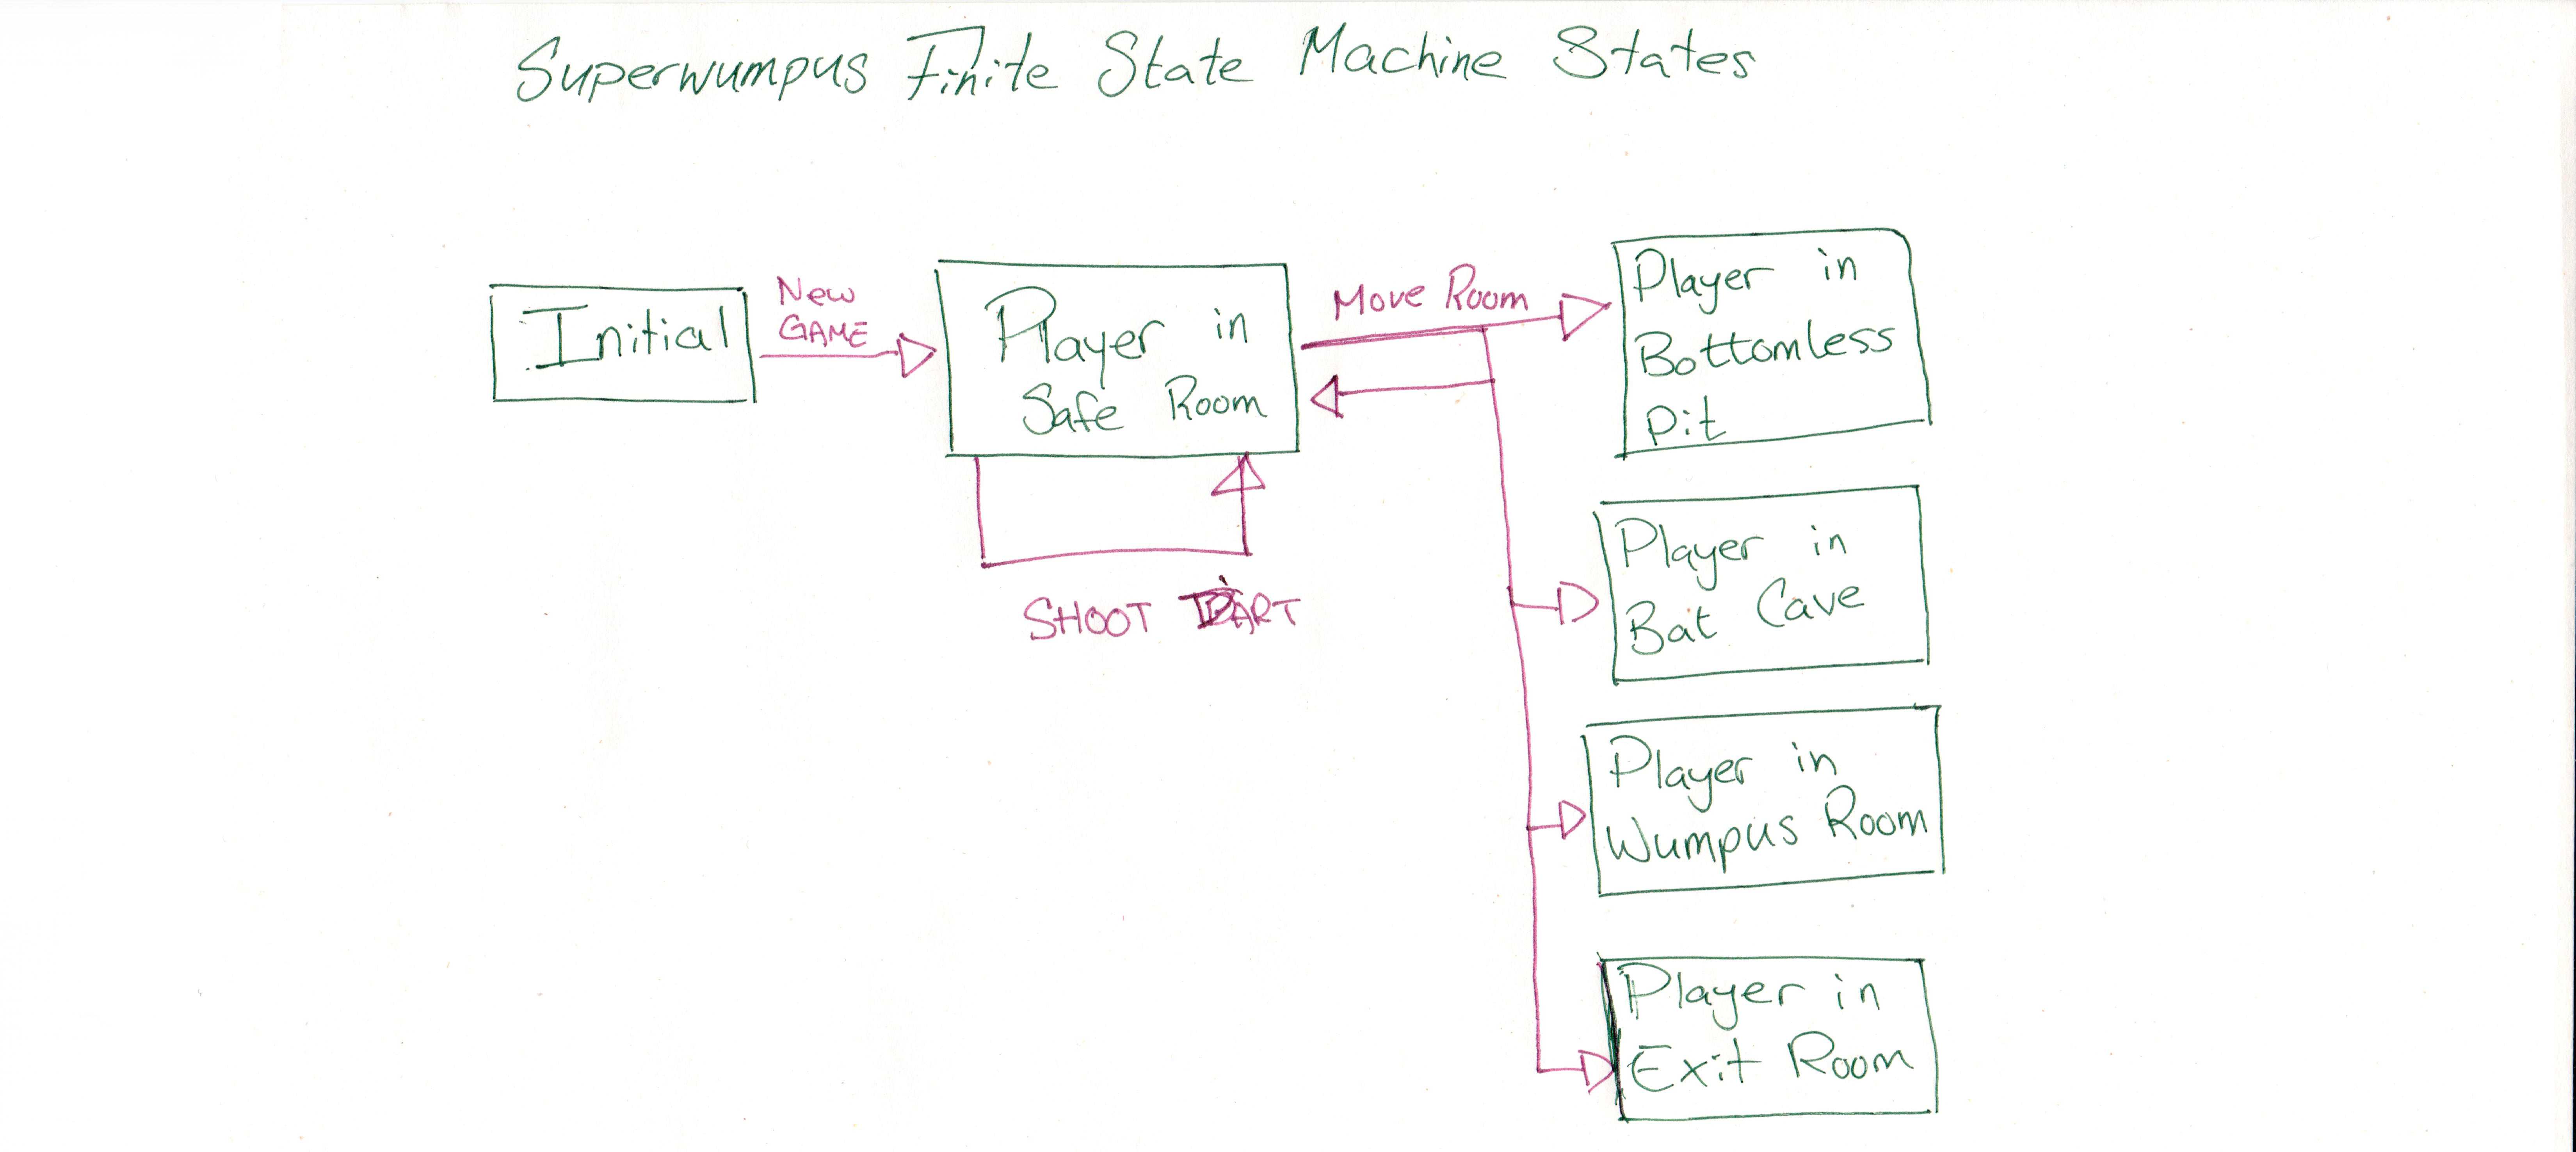 Superwumpus Finite State Machine States
Initial
New
GAME
Player in
Safe Room
SHOOT DART
Move Room
Player in
Bottomless
Pit
Player in
Bat Cave
Player in
Wumpus Room
Player in
Exit Room